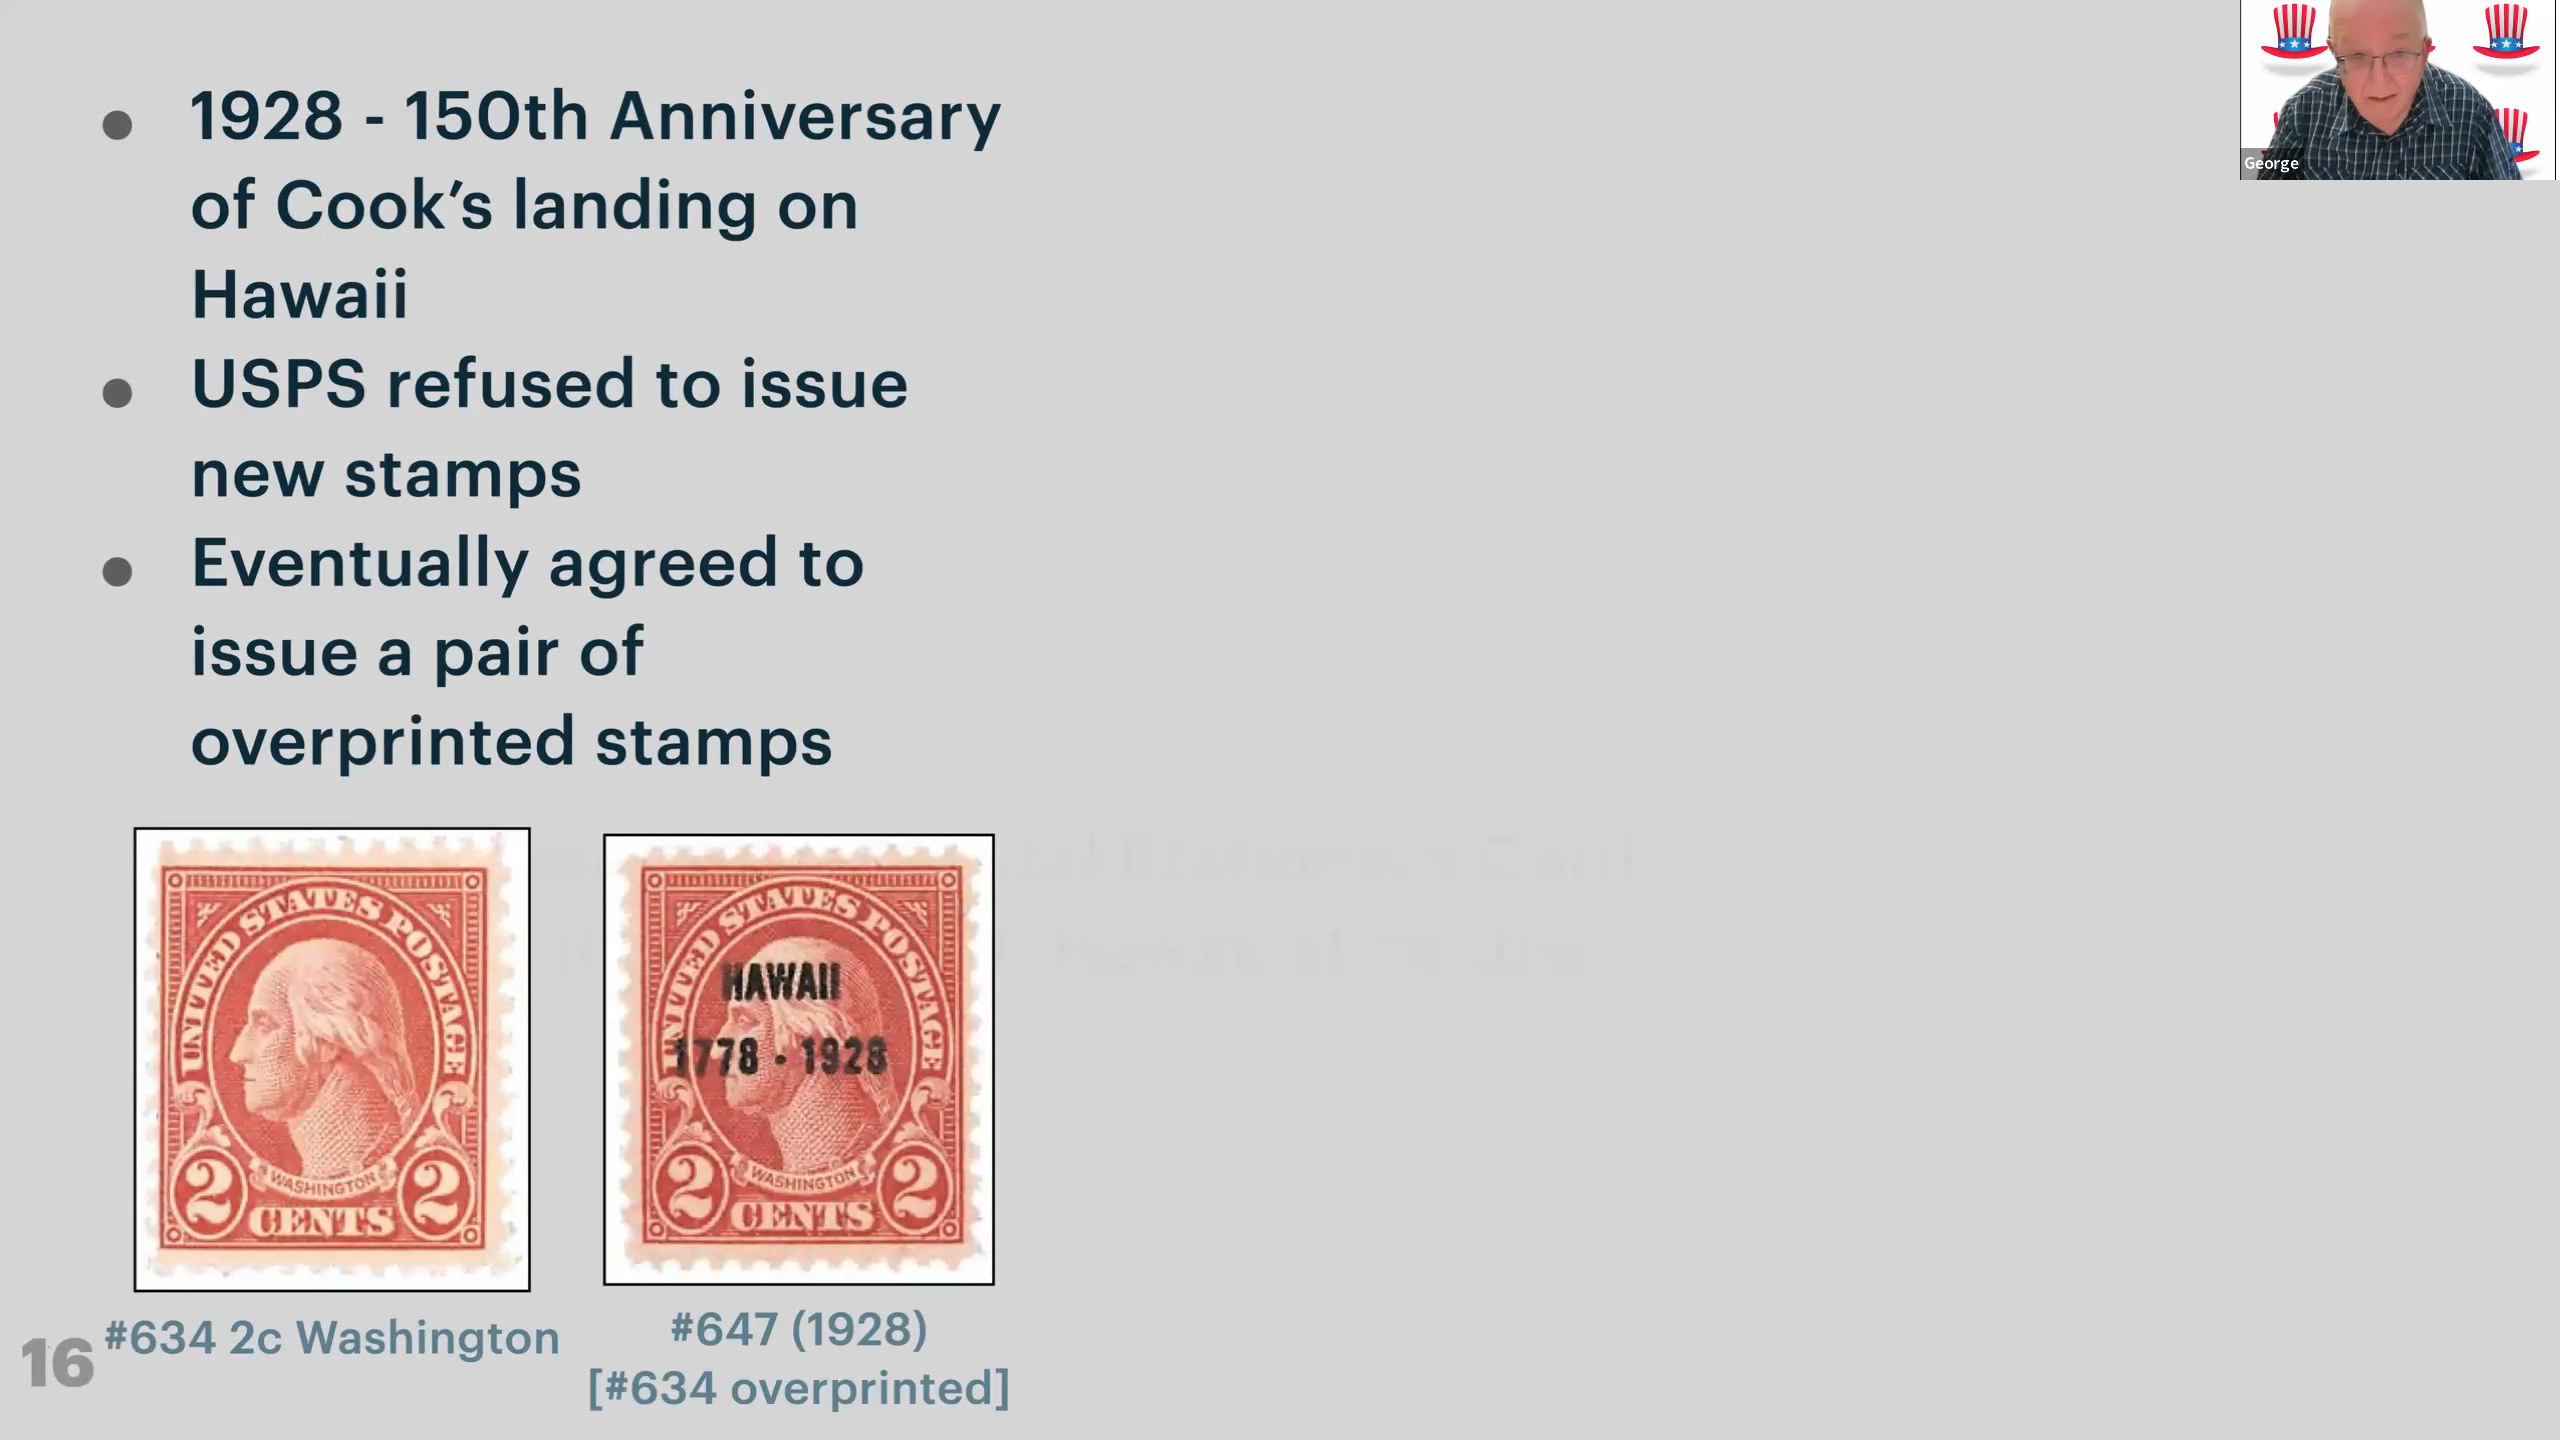 1928 - 150th Anniversary
of Cook’s landing on
Hawaii
USPS refused to issue
new stamps
Eventually agreed to
issue a pair of
overprinted stamps
UNITED STATES POSTAGE
WASHINGTON
2 2
CENTS
UNITED STATES POSTAGE
HAWAII
1778 - 1928
WASHINGTON
2 2
CENTS
#634 2c Washington
#647 (1928)
[#634 overprinted]
16
George